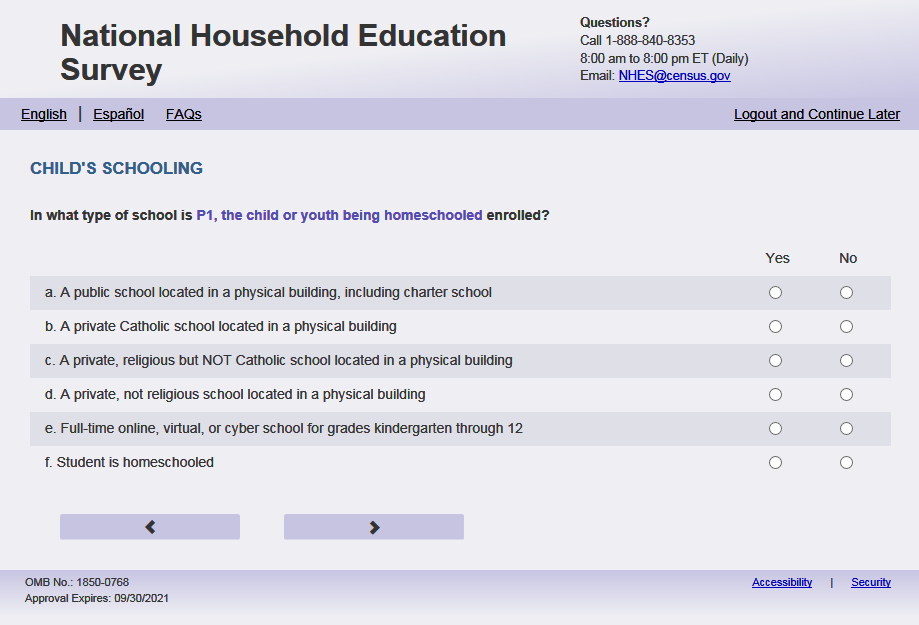 National Household Education
Survey
Questions?
Call 1-888-840-8353
8:00 am to 8:00 pm ET (Daily)
Email: NHES@census.gov
English | Español FAQs Logout and Continue Later
CHILD'S SCHOOLING
In what type of school is P1, the child or youth being homeschooled enrolled?
Yes No
a. A public school located in a physical building, including charter school
b. A private Catholic school located in a physical building
c. A private, religious but NOT Catholic school located in a physical building
d. A private, not religious school located in a physical building
e. Full-time online, virtual, or cyber school for grades kindergarten through 12
f. Student is homeschooled
OMB No.: 1850-0768
Approval Expires: 09/30/2021
Accessibility | Security